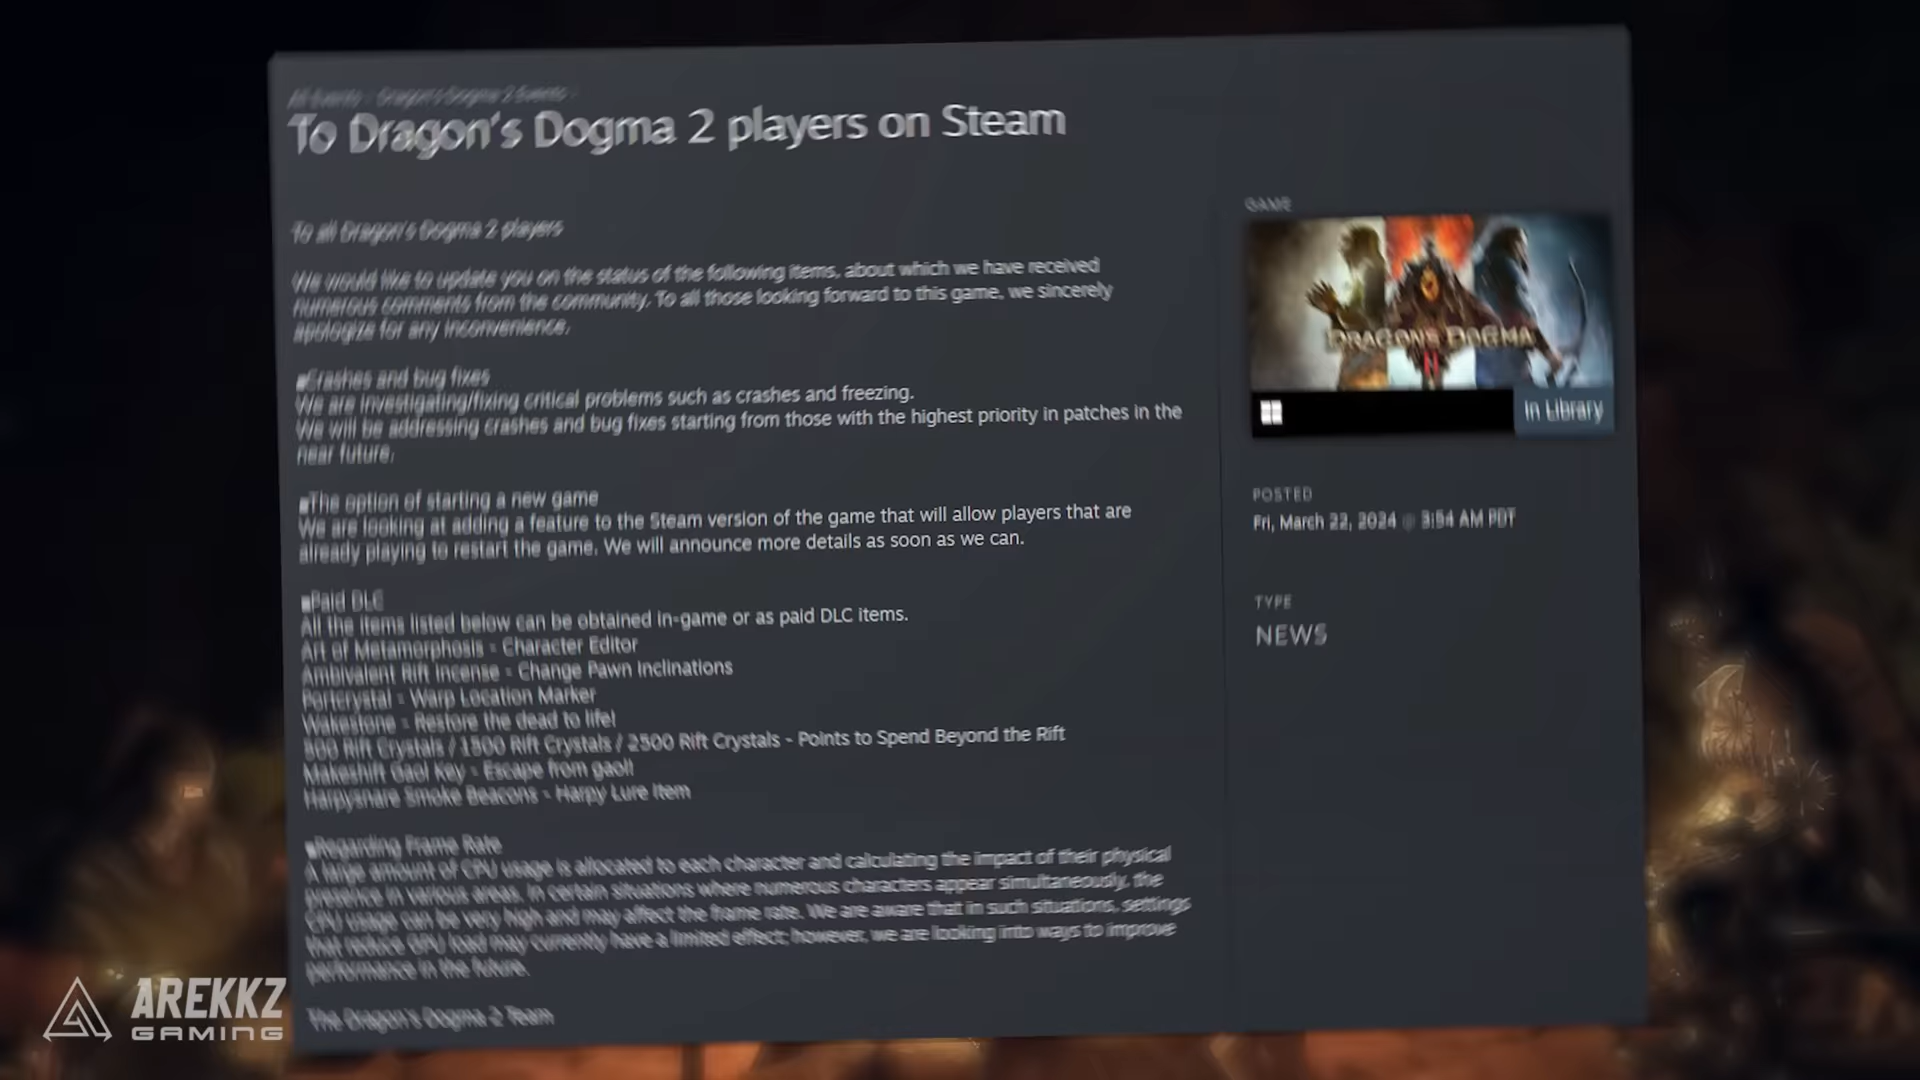 All Events > Dragon's Dogma 2 Events >
To Dragon's Dogma 2 players on Steam
To all Dragon's Dogma 2 players
We would like to update you on the status of the following items, about which we have received
numerous comments from the community. To all those looking forward to this game, we sincerely
apologize for any inconvenience.
■Crashes and bug fixes
We are investigating/fixing critical problems such as crashes and freezing.
We will be addressing crashes and bug fixes starting from those with the highest priority in patches in the
near future.
■The option of starting a new game
We are looking at adding a feature to the Steam version of the game that will allow players that are
already playing to restart the game. We will announce more details as soon as we can.
■Paid DLC
All the items listed below can be obtained in-game or as paid DLC items.
Art of Metamorphosis - Character Editor
Ambivalent Rift Incense - Change Pawn Inclinations
Portcrystal - Warp Location Marker
Wakestone - Restore the dead to life!
500 Rift Crystals / 1500 Rift Crystals / 2500 Rift Crystals - Points to Spend Beyond the Rift
Makeshift Gaol Key - Escape from gaol!
Harpysnare Smoke Beacons - Harpy Lure Item
■Regarding Frame Rate
A large amount of CPU usage is allocated to each character and calculating the impact of their physical
presence in various areas. In certain situations where numerous characters appear simultaneously, the
CPU usage can be very high and may affect the frame rate. We are aware that in such situations, settings
that reduce GPU load may currently have a limited effect; however, we are looking into ways to improve
performance in the future.
The Dragon's Dogma 2 Team
GAME
DRAGON'S DOGMA
II
In Library
POSTED
Fri, March 22, 2024 @ 3:54 AM PDT
TYPE
NEWS
AREKKZ
GAMING